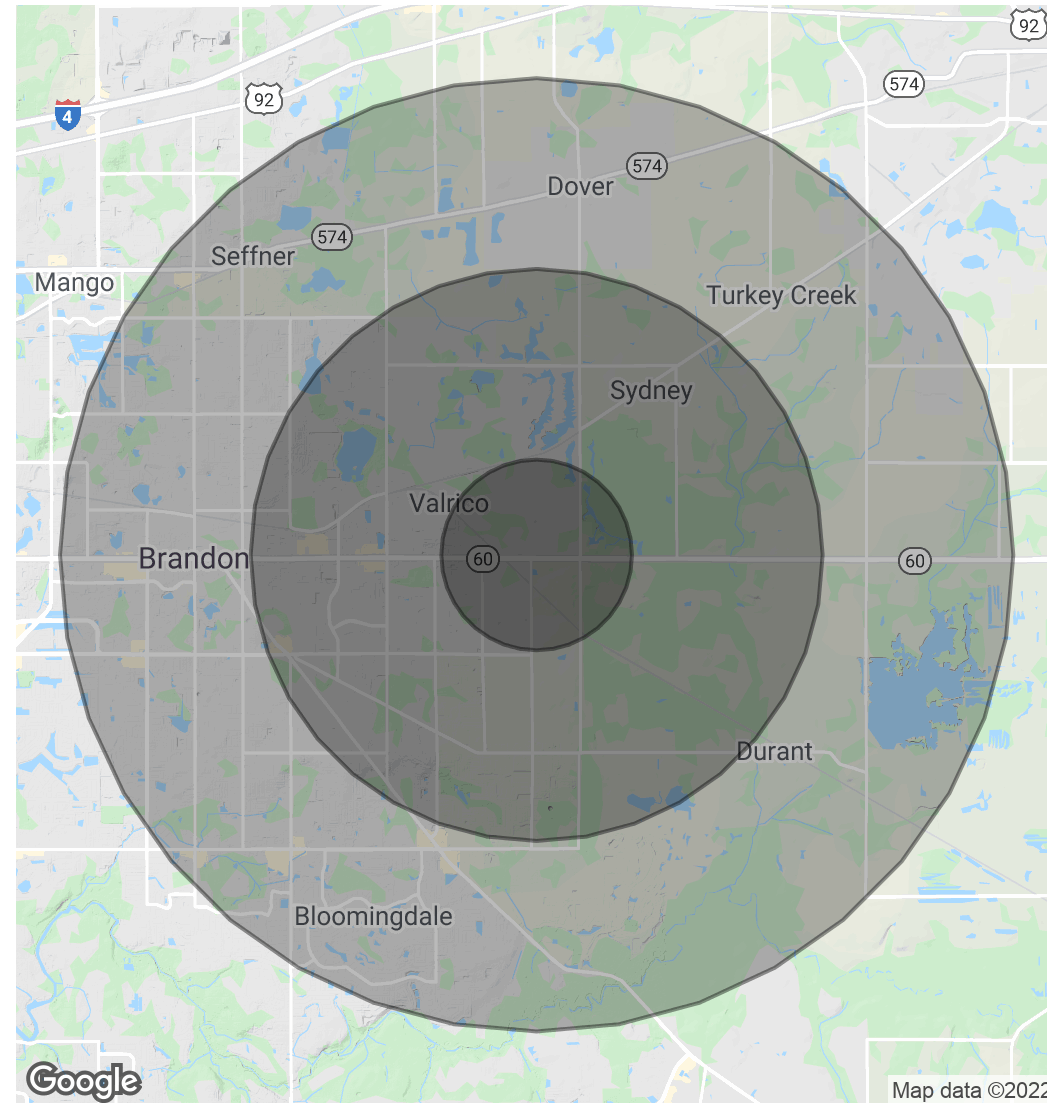 92
92
574
4
574
Dover
574
Seffner
Mango
Turkey Creek
Sydney
Valrico
Brandon
60
60
Durant
Bloomingdale
Google
Map data ©2022